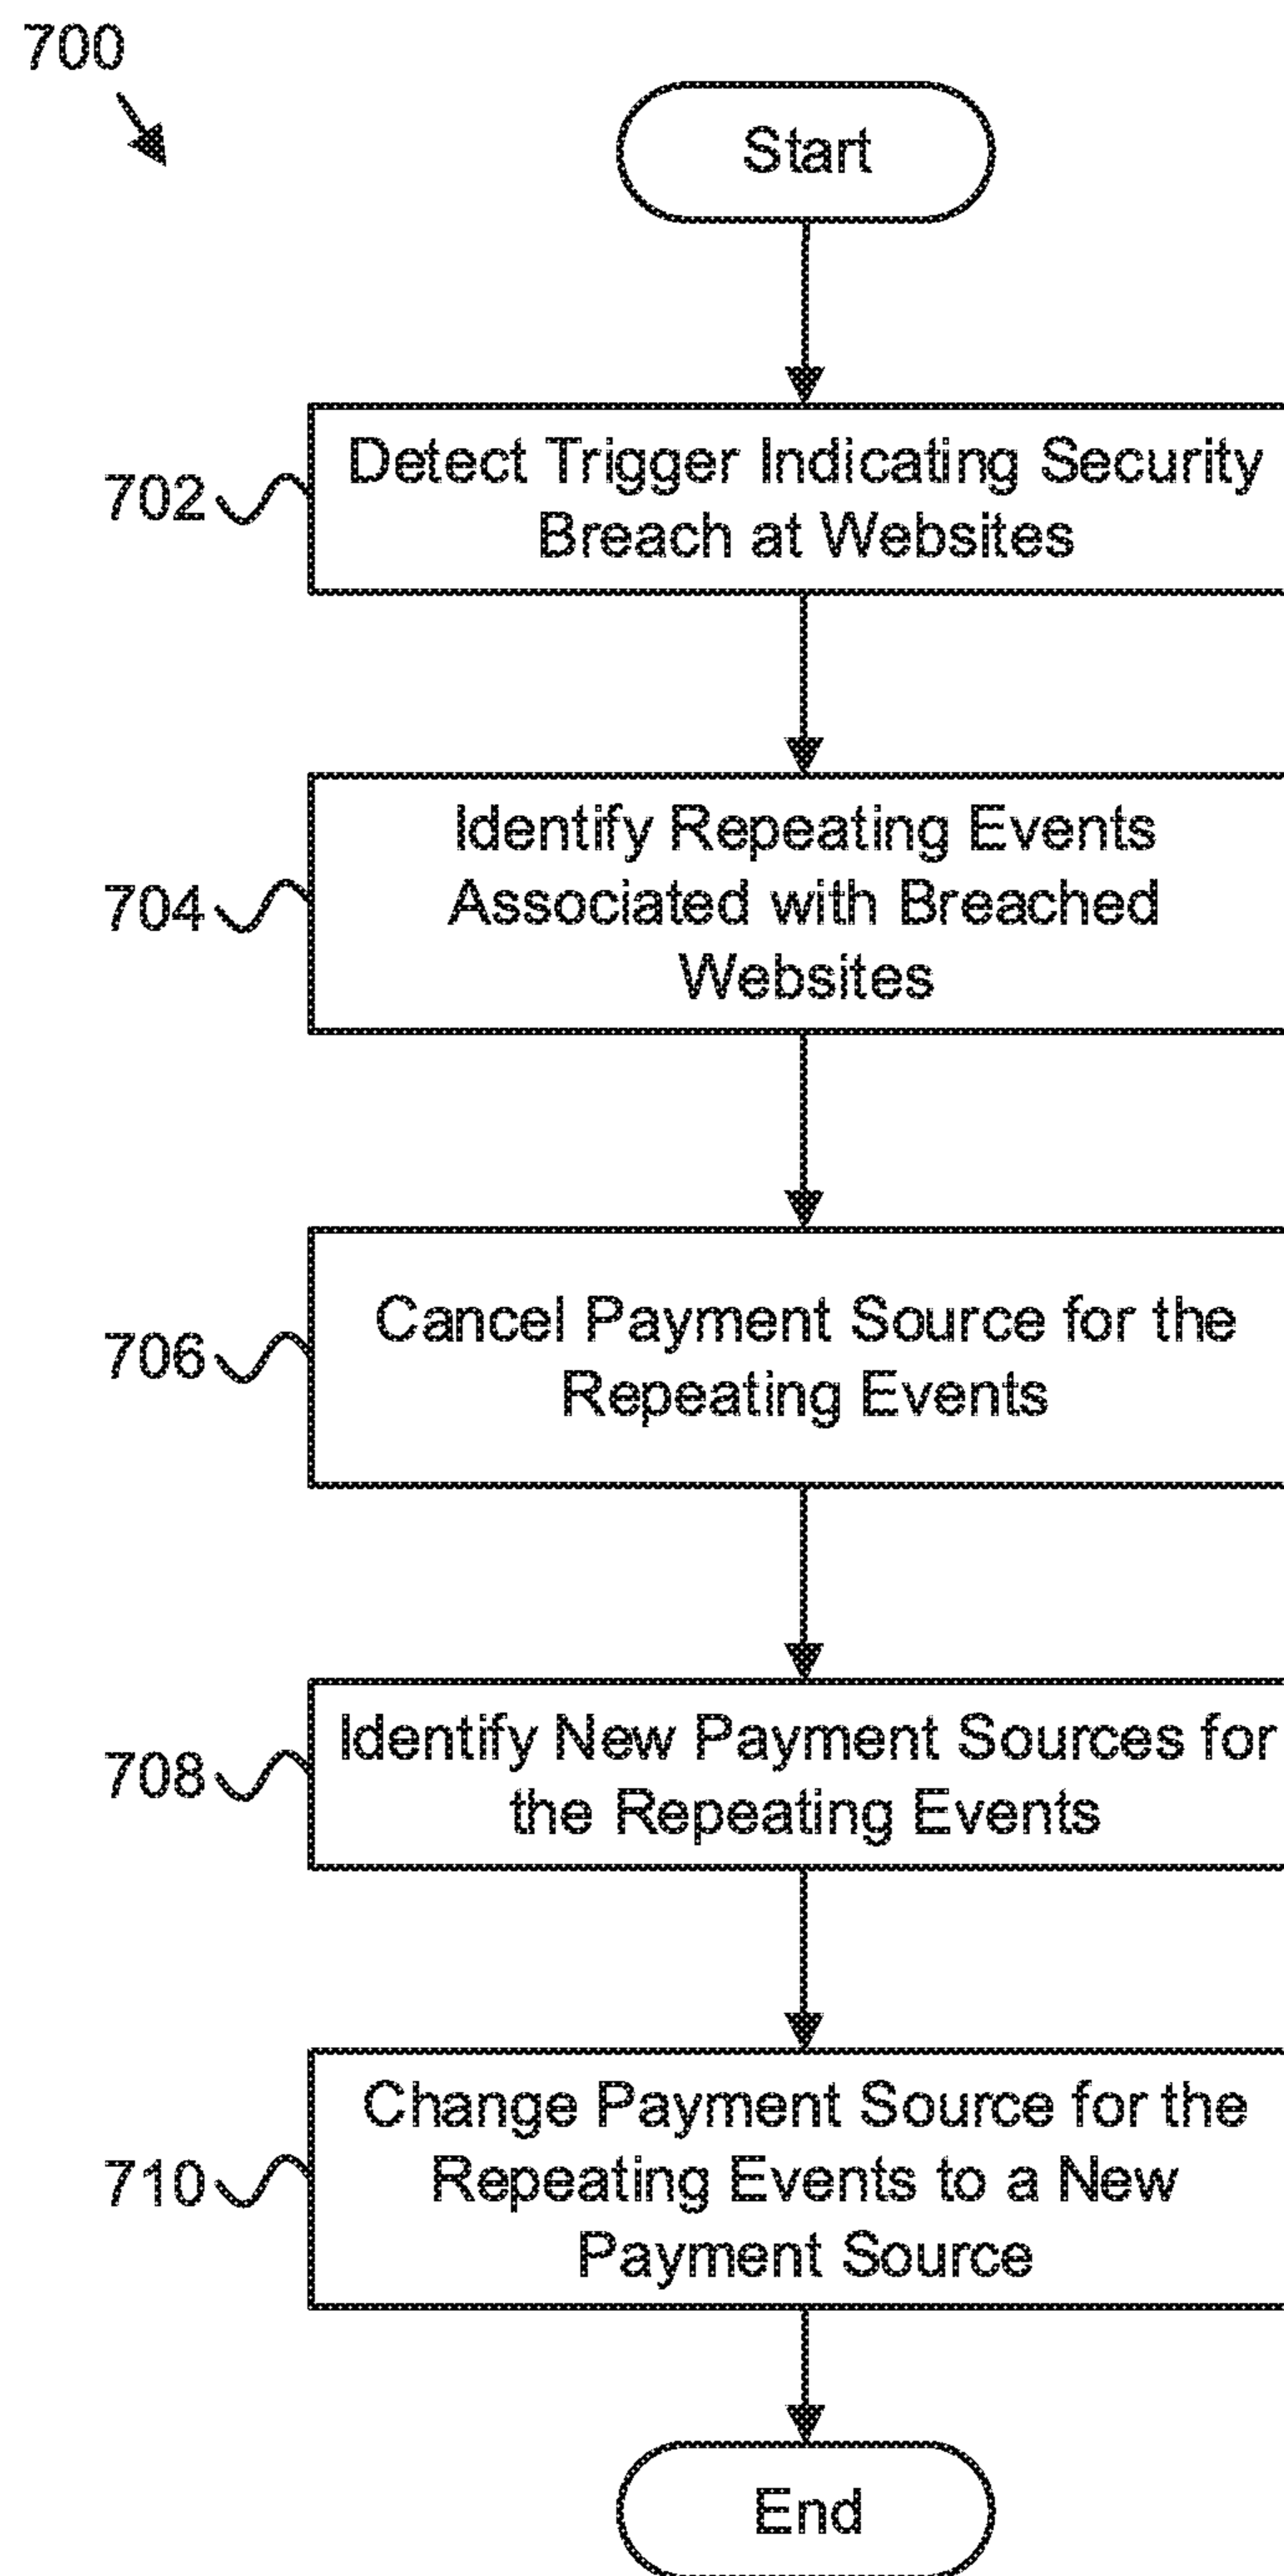 700
Start
702
Detect Trigger Indicating Security
Breach at Websites
704
Identify Repeating Events
Associated with Breached
Websites
706
Cancel Payment Source for the
Repeating Events
708
Identify New Payment Sources for
the Repeating Events
710
Change Payment Source for the
Repeating Events to a New
Payment Source
End